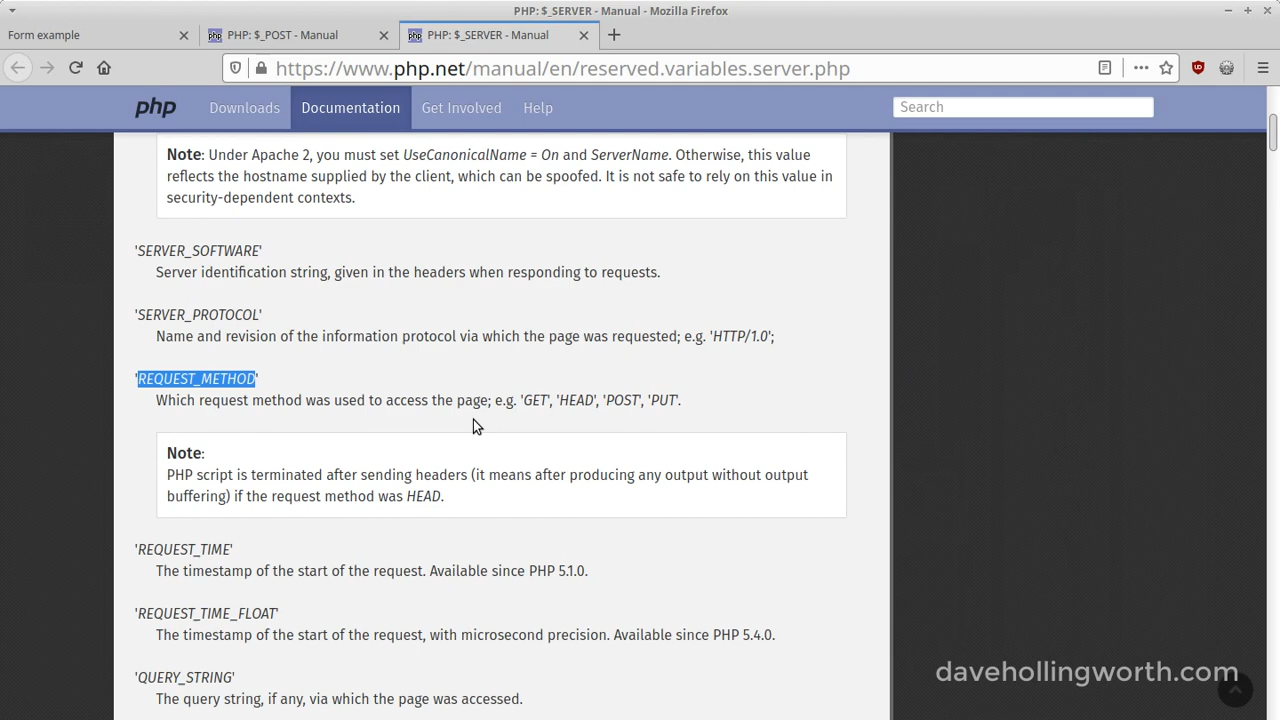 PHP: $_SERVER - Manual - Mozilla Firefox
Form example
PHP: $_POST - Manual
PHP: $_SERVER - Manual
https://www.php.net/manual/en/reserved.variables.server.php
php
Downloads
Documentation
Get Involved
Help
Search
Note: Under Apache 2, you must set UseCanonicalName = On and ServerName. Otherwise, this value
reflects the hostname supplied by the client, which can be spoofed. It is not safe to rely on this value in
security-dependent contexts.
'SERVER_SOFTWARE'
Server identification string, given in the headers when responding to requests.
'SERVER_PROTOCOL'
Name and revision of the information protocol via which the page was requested; e.g. 'HTTP/1.0';
'REQUEST_METHOD'
Which request method was used to access the page; e.g. 'GET', 'HEAD', 'POST', 'PUT'.
Note:
PHP script is terminated after sending headers (it means after producing any output without output
buffering) if the request method was HEAD.
'REQUEST_TIME'
The timestamp of the start of the request. Available since PHP 5.1.0.
'REQUEST_TIME_FLOAT'
The timestamp of the start of the request, with microsecond precision. Available since PHP 5.4.0.
'QUERY_STRING'
The query string, if any, via which the page was accessed.
davehollingworth.com